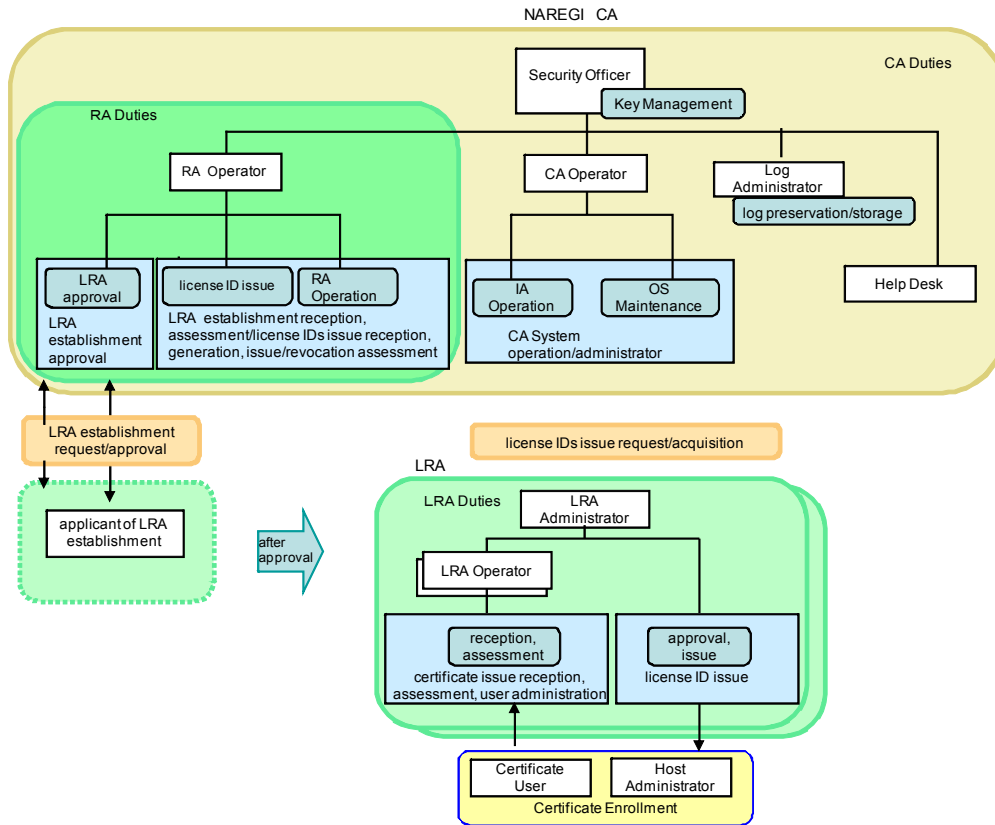 NAREGI CA
CA Duties
Security Officer
Key Management
RA Duties
RA Operator
CA Operator
Log
Administrator
log preservation/storage
LRA
approval
license ID issue
RA
Operation
LRA
establishment
approval
LRA establishment reception,
assessment/license IDs issue reception,
generation, issue/revocation assessment
IA
Operation
OS
Maintenance
CA System
operation/administrator
Help Desk
LRA establishment
request/approval
license IDs issue request/acquisition
LRA
applicant of LRA
establishment
after
approval
LRA Duties
LRA
Administrator
LRA Operator
reception,
assessment
certificate issue reception,
assessment, user administration
approval,
issue
license ID issue
Certificate
User
Host
Administrator
Certificate Enrollment